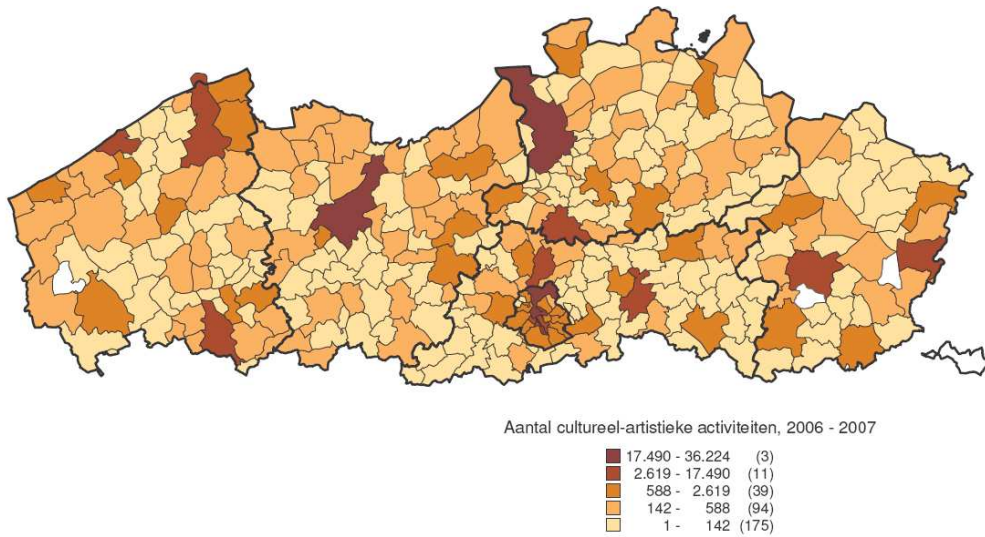 Aantal cultureel-artistieke activiteiten, 2006 - 2007
17.490 - 36.224 (3)
2.619 - 17.490 (11)
588 - 2.619 (39)
142 - 588 (94)
1 - 142 (175)